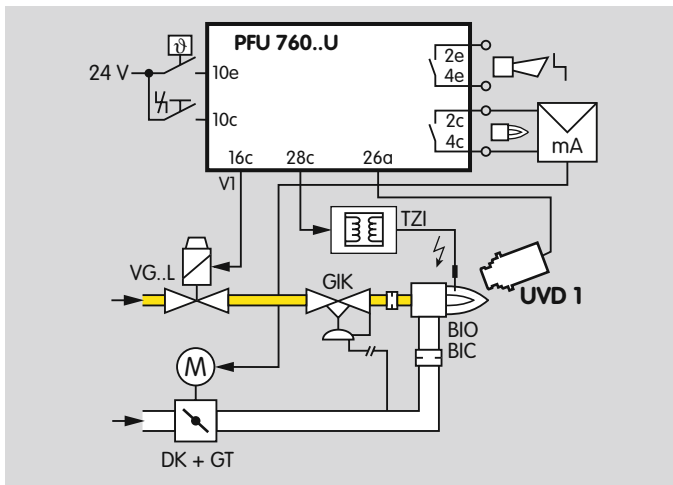 PFU 760..U
ϑ
24 V
10e
10c
2e
4e
2c
4c
mA
16c
28c
26a
V1
TZI
VG..L
GIK
UVD 1
BIO
BIC
M
DK + GT